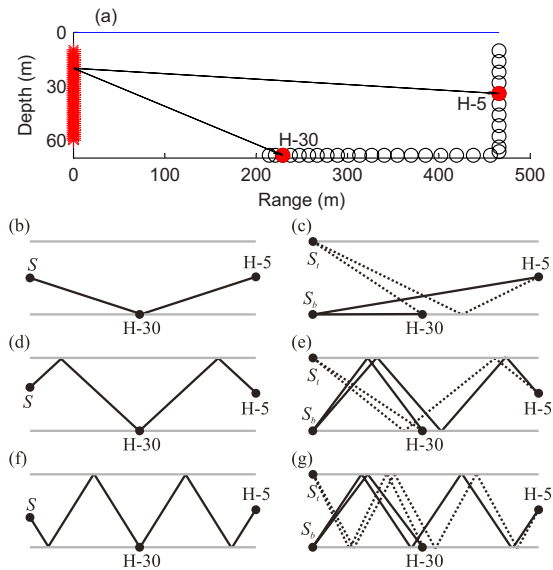 (a)
0
30
60
Depth (m)
H-5
H-30
0
100
200
300
400
500
Range (m)
(b)
S
H-5
H-30
(c)
S_t
H-5
S_b
H-30
(d)
S
H-5
H-30
(e)
S_t
S_b
H-5
H-30
(f)
S
H-5
H-30
(g)
S_t
H-5
S_b
H-30